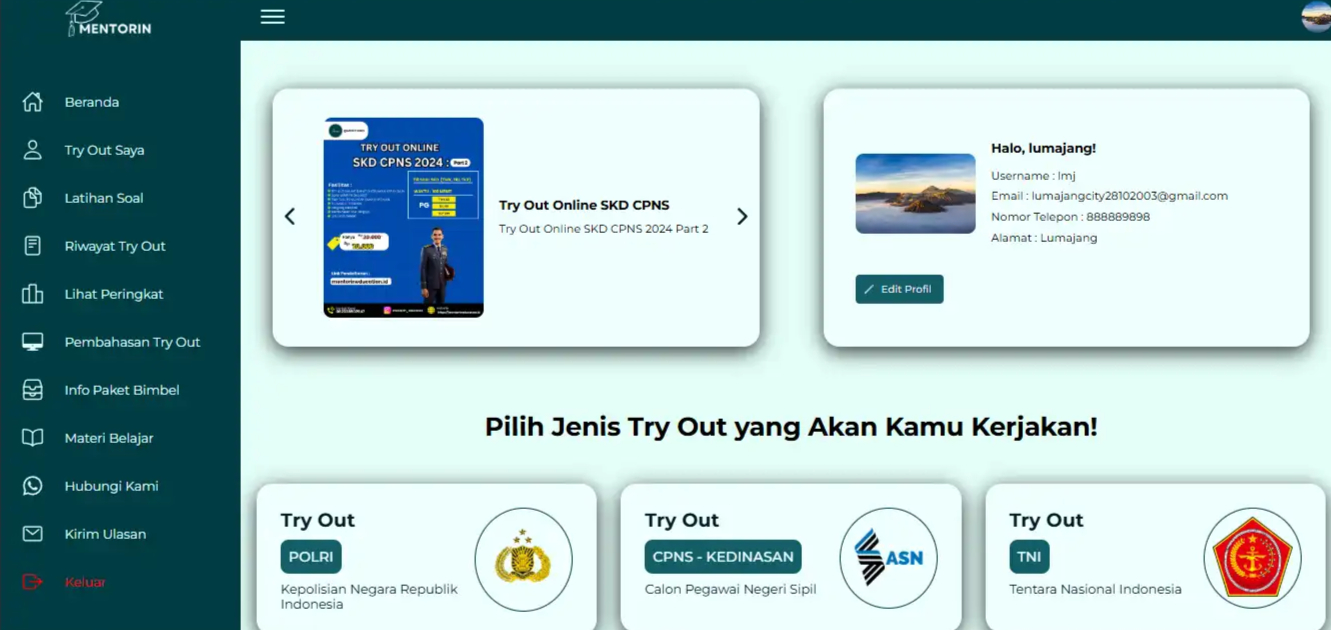 MENTORIN
Beranda
Try Out Saya
Latihan Soal
Riwayat Try Out
Lihat Peringkat
Pembahasan Try Out
Info Paket Bimbel
Materi Belajar
Hubungi Kami
Kirim Ulasan
Keluar
TRY OUT ONLINE
SKD CPNS 2024 : Part 2
mentorineducation.id
Try Out Online SKD CPNS
Try Out Online SKD CPNS 2024 Part 2
Halo, lumajang!
Username : lmj
Email : lumajangcity28102003@gmail.com
Nomor Telepon : 888889898
Alamat : Lumajang
Edit Profil
Pilih Jenis Try Out yang Akan Kamu Kerjakan!
Try Out
POLRI
Kepolisian Negara Republik
Indonesia
Try Out
CPNS - KEDINASAN
Calon Pegawai Negeri Sipil
ASN
Try Out
TNI
Tentara Nasional Indonesia